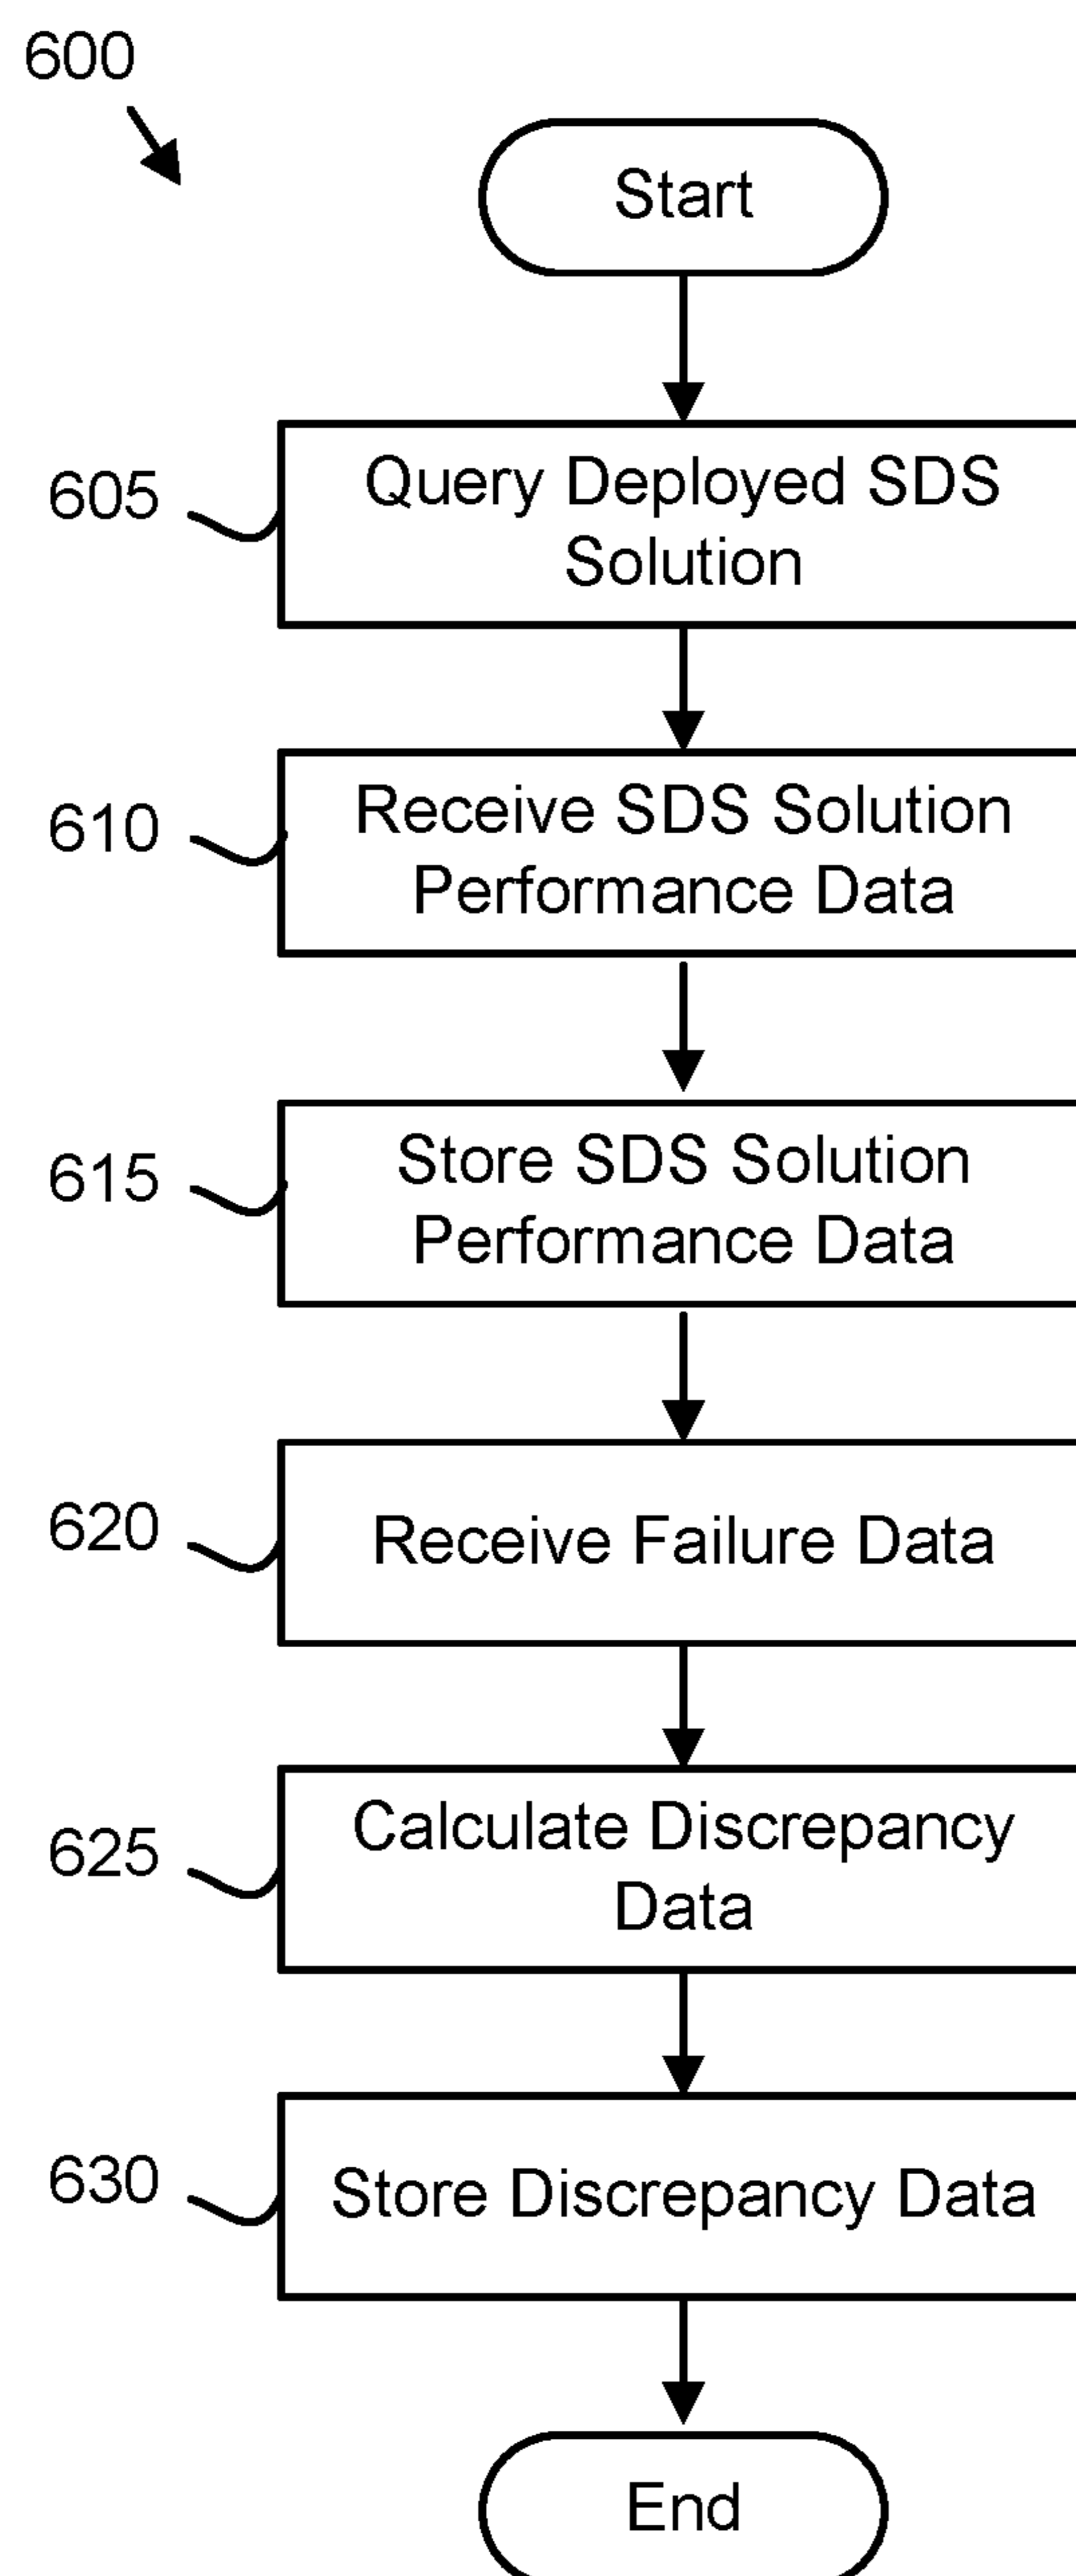 600
Start
605
Query Deployed SDS
Solution
610
Receive SDS Solution
Performance Data
615
Store SDS Solution
Performance Data
620
Receive Failure Data
625
Calculate Discrepancy
Data
630
Store Discrepancy Data
End